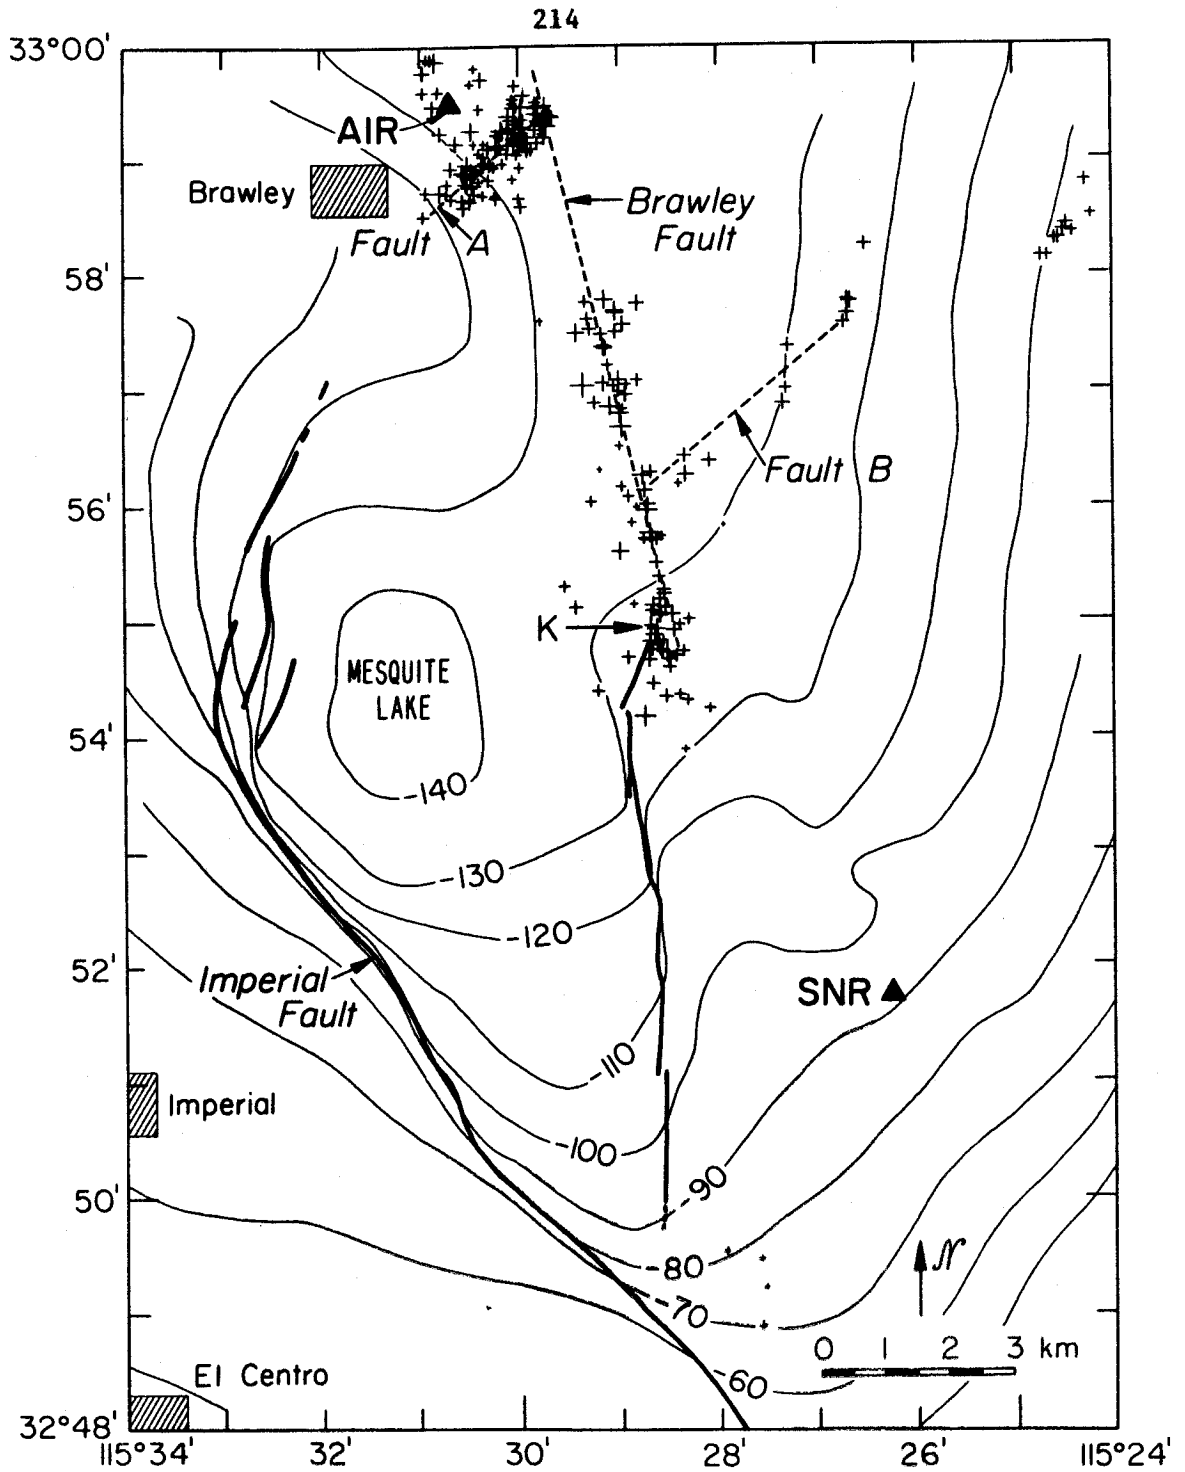 214
33°00'
AIR
Brawley
Brawley
Fault
Fault A
58'
Fault B
56'
K
MESQUITE
LAKE
54'
-140
-130
-120
52'
Imperial
Fault
SNR
-110
Imperial
-100
-90
50'
-80
N
-70
0 1 2 3 km
El Centro
-60
32°48'
115°34' 32' 30' 28' 26' 115°24'